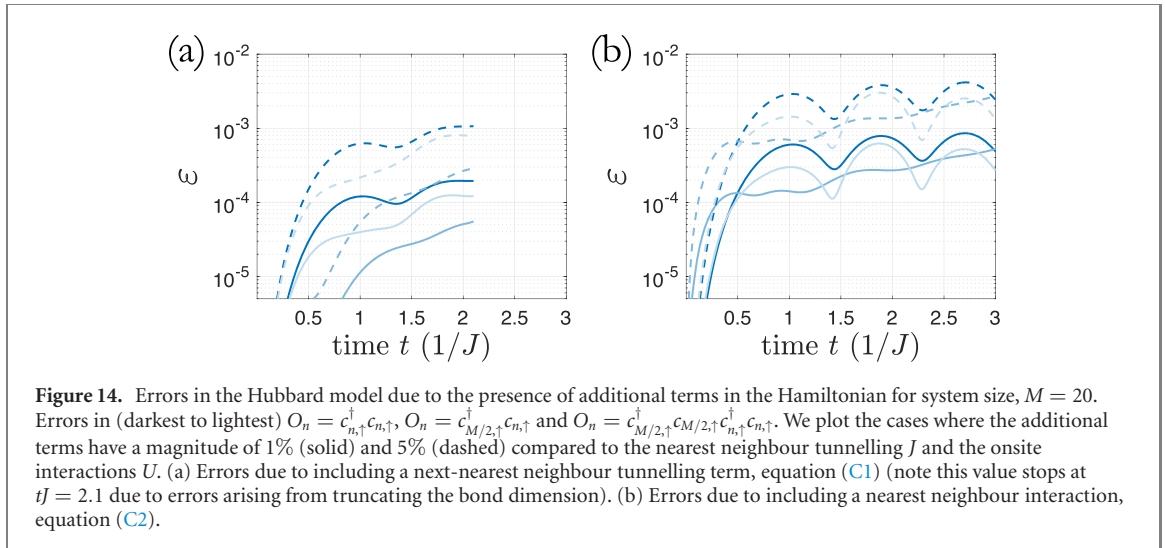 (a)
10⁻²
10⁻³
10⁻⁴
10⁻⁵
ε
0.5 1 1.5 2 2.5 3
time t (1/J)
(b)
10⁻²
10⁻³
10⁻⁴
10⁻⁵
ε
0.5 1 1.5 2 2.5 3
time t (1/J)
Figure 14. Errors in the Hubbard model due to the presence of additional terms in the Hamiltonian for system size, M = 20.
Errors in (darkest to lightest) Oₙ = c†ₙ,↑cₙ,↑, Oₙ = c†_{M/2,↑}cₙ,↑ and Oₙ = c†_{M/2,↑}c_{M/2,↑}c†ₙ,↑cₙ,↑. We plot the cases where the additional
terms have a magnitude of 1% (solid) and 5% (dashed) compared to the nearest neighbour tunnelling J and the onsite
interactions U. (a) Errors due to including a next-nearest neighbour tunnelling term, equation (C1) (note this value stops at
tJ = 2.1 due to errors arising from truncating the bond dimension). (b) Errors due to including a nearest neighbour interaction,
equation (C2).